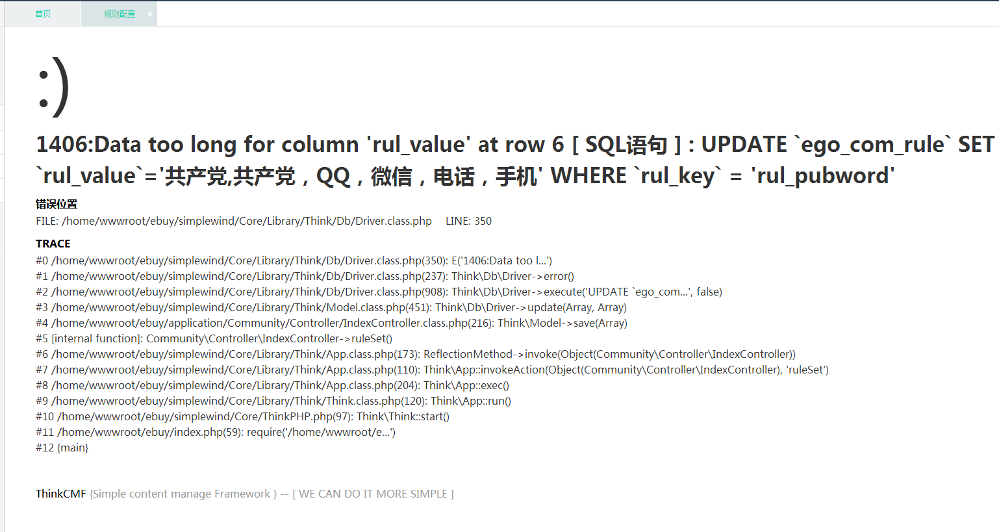 首页 规则配置 ×
:)
1406:Data too long for column 'rul_value' at row 6 [ SQL语句 ] : UPDATE `ego_com_rule` SET
`rul_value`='共产党,共产党，QQ，微信，电话，手机' WHERE `rul_key` = 'rul_pubword'
错误位置
FILE: /home/wwwroot/ebuy/simplewind/Core/Library/Think/Db/Driver.class.php LINE: 350
TRACE
#0 /home/wwwroot/ebuy/simplewind/Core/Library/Think/Db/Driver.class.php(350): E('1406:Data too l...')
#1 /home/wwwroot/ebuy/simplewind/Core/Library/Think/Db/Driver.class.php(237): Think\Db\Driver->error()
#2 /home/wwwroot/ebuy/simplewind/Core/Library/Think/Db/Driver.class.php(908): Think\Db\Driver->execute('UPDATE `ego_com...', false)
#3 /home/wwwroot/ebuy/simplewind/Core/Library/Think/Model.class.php(451): Think\Db\Driver->update(Array, Array)
#4 /home/wwwroot/ebuy/application/Community/Controller/IndexController.class.php(216): Think\Model->save(Array)
#5 [internal function]: Community\Controller\IndexController->ruleSet()
#6 /home/wwwroot/ebuy/simplewind/Core/Library/Think/App.class.php(173): ReflectionMethod->invoke(Object(Community\Controller\IndexController))
#7 /home/wwwroot/ebuy/simplewind/Core/Library/Think/App.class.php(110): Think\App::invokeAction(Object(Community\Controller\IndexController), 'ruleSet')
#8 /home/wwwroot/ebuy/simplewind/Core/Library/Think/App.class.php(204): Think\App::exec()
#9 /home/wwwroot/ebuy/simplewind/Core/Library/Think/Think.class.php(120): Think\App::run()
#10 /home/wwwroot/ebuy/simplewind/Core/ThinkPHP.php(97): Think\Think::start()
#11 /home/wwwroot/ebuy/index.php(59): require('/home/wwwroot/e...')
#12 {main}
ThinkCMF {Simple content manage Framework } -- [ WE CAN DO IT MORE SIMPLE ]